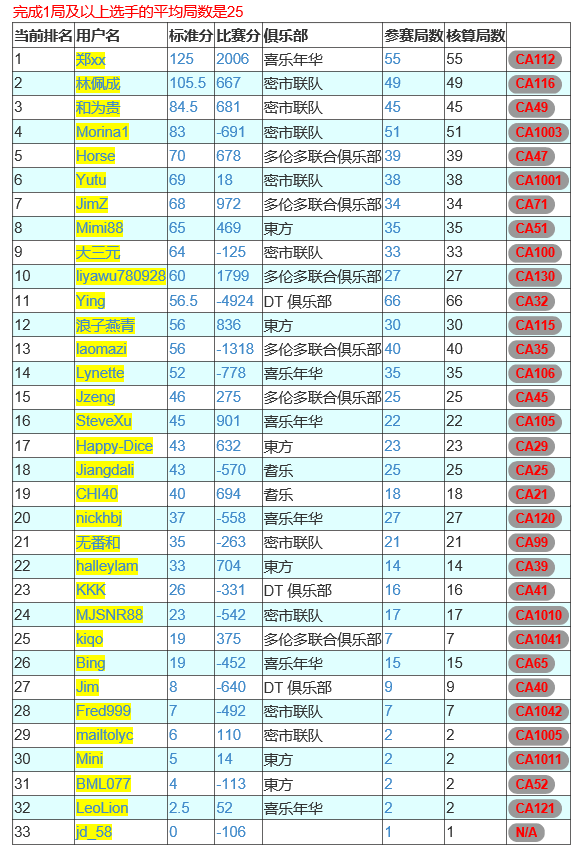 完成1局及以上选手的平均局数是25
当前排名 用户名 标准分 比赛分 俱乐部 参赛局数 核算局数
1 郑xx 125 2006 喜乐年华 55 55 CA112
2 林佩成 105.5 667 密市联队 49 49 CA116
3 和为贵 84.5 681 密市联队 45 45 CA49
4 Morina1 83 -691 密市联队 51 51 CA1003
5 Horse 70 678 多伦多联合俱乐部 39 39 CA47
6 Yutu 69 18 密市联队 38 38 CA1001
7 JimZ 68 972 多伦多联合俱乐部 34 34 CA71
8 Mimi88 65 469 東方 35 35 CA51
9 大三元 64 -125 密市联队 33 33 CA100
10 liyawu780928 60 1799 多伦多联合俱乐部 27 27 CA130
11 Ying 56.5 -4924 DT 俱乐部 66 66 CA32
12 浪子燕青 56 836 東方 30 30 CA115
13 laomazi 56 -1318 多伦多联合俱乐部 40 40 CA35
14 Lynette 52 -778 喜乐年华 35 35 CA106
15 Jzeng 46 275 多伦多联合俱乐部 25 25 CA45
16 SteveXu 45 901 喜乐年华 22 22 CA105
17 Happy-Dice 43 632 東方 23 23 CA29
18 Jiangdali 43 -570 耆乐 25 25 CA25
19 CHI40 40 694 耆乐 18 18 CA21
20 nickhbj 37 -558 喜乐年华 27 27 CA120
21 无番和 35 -263 密市联队 21 21 CA99
22 halleylam 33 704 東方 14 14 CA39
23 KKK 26 -331 DT 俱乐部 16 16 CA41
24 MJSNR88 23 -542 密市联队 17 17 CA1010
25 kiqo 19 375 多伦多联合俱乐部 7 7 CA1041
26 Bing 19 -452 喜乐年华 15 15 CA65
27 Jim 8 -640 DT 俱乐部 9 9 CA40
28 Fred999 7 -492 密市联队 7 7 CA1042
29 mailtolyc 6 110 密市联队 2 2 CA1005
30 Mini 5 14 東方 2 2 CA1011
31 BML077 4 -113 東方 2 2 CA52
32 LeoLion 2.5 52 喜乐年华 2 2 CA121
33 jd_58 0 -106 1 1 N/A